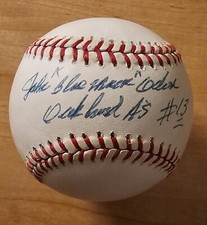 John "Blue Moon" Odom
Oakland A's #13